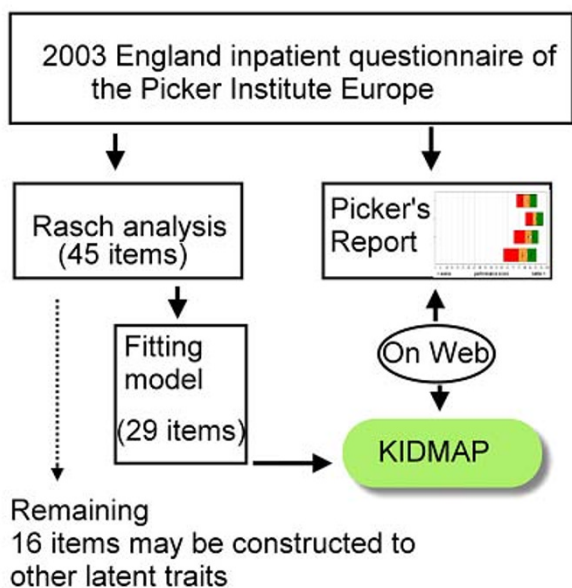 2003 England inpatient questionnaire of
the Picker Institute Europe
Rasch analysis
(45 items)
Picker's
Report
Fitting
model
(29 items)
On Web
KIDMAP
Remaining
16 items may be constructed to
other latent traits